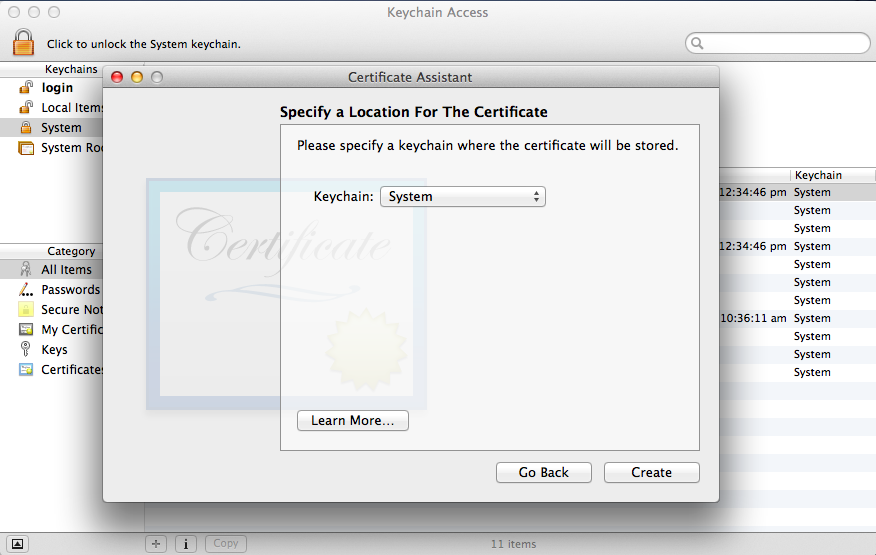 Keychain Access
Click to unlock the System keychain.
Keychains
login
Local Items
System
System Roo
Category
All Items
Passwords
Secure Not
My Certific
Keys
Certificates
Certificate Assistant
Specify a Location For The Certificate
Please specify a keychain where the certificate will be stored.
Keychain: System
Certificate
Learn More...
Go Back Create
Keychain
12:34:46 pm System
System
System
12:34:46 pm System
System
System
System
10:36:11 am System
System
System
System
Copy
11 items